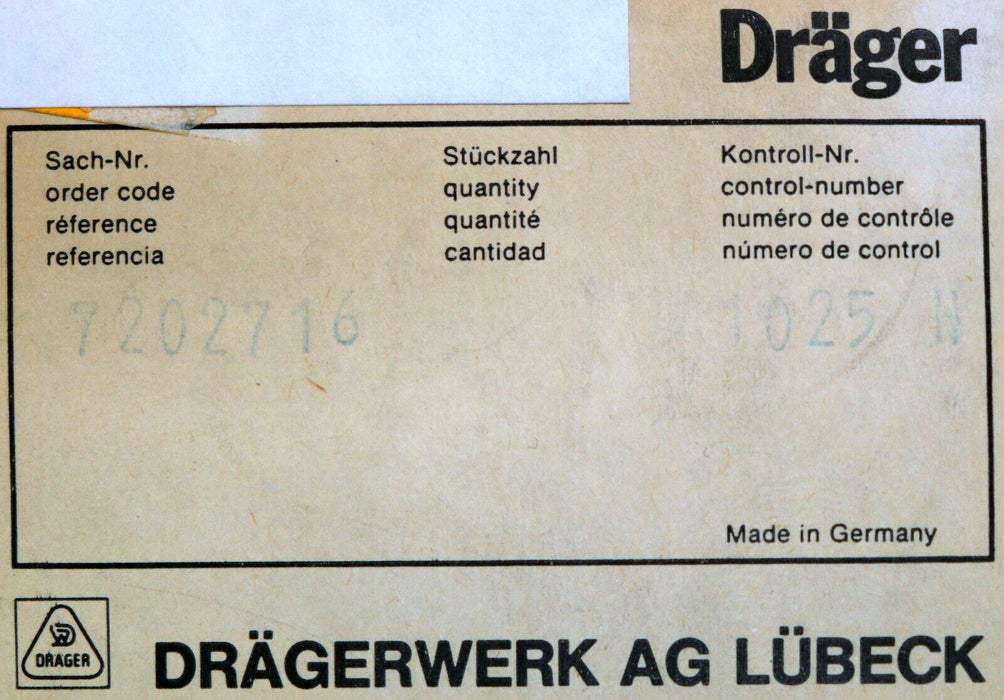 Dräger
Sach-Nr.
order code
réference
referencia
Stückzahl
quantity
quantité
cantidad
Kontroll-Nr.
control-number
numéro de contrôle
número de control
7202716
1025 H
Made in Germany
DRÄGER
DRÄGERWERK AG LÜBECK